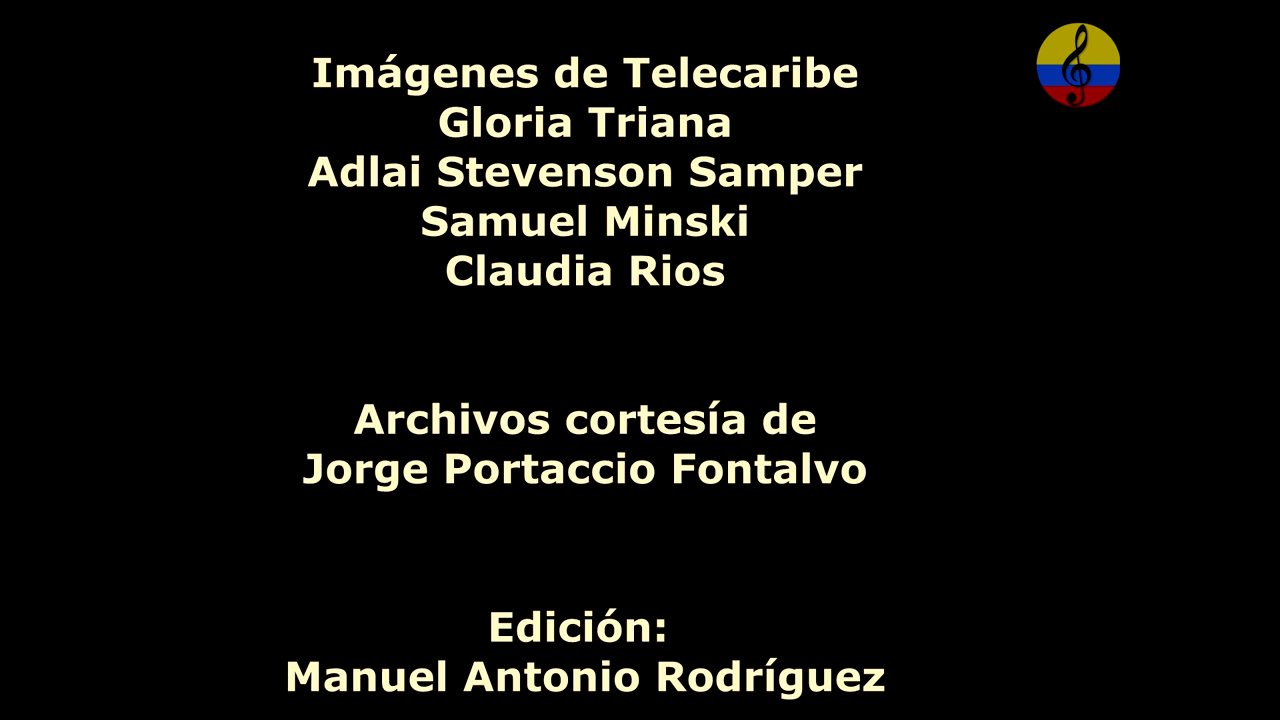 Imágenes de Telecaribe
Gloria Triana
Adlai Stevenson Samper
Samuel Minski
Claudia Rios
Archivos cortesía de
Jorge Portaccio Fontalvo
Edición:
Manuel Antonio Rodríguez